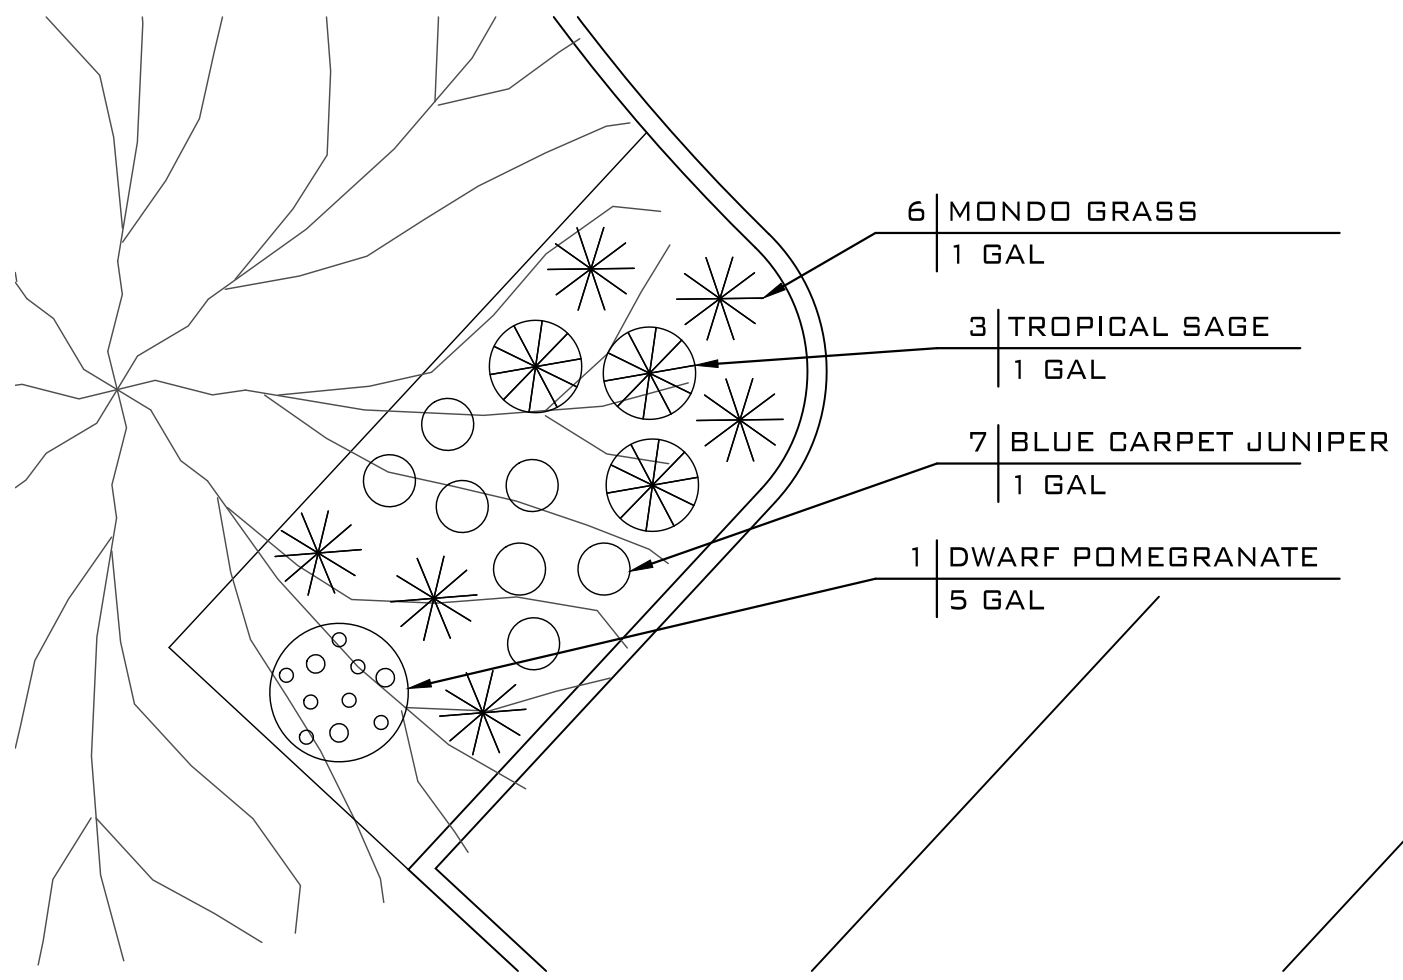 6 MONDO GRASS
1 GAL
3 TROPICAL SAGE
1 GAL
7 BLUE CARPET JUNIPER
1 GAL
1 DWARF POMEGRANATE
5 GAL